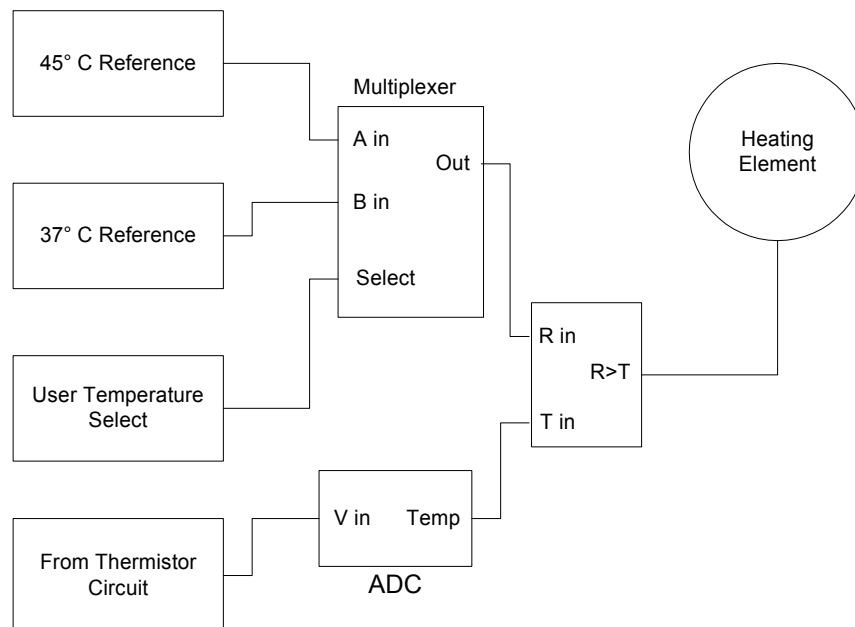 45° C Reference
Multiplexer
A in
Out
B in
Select
37° C Reference
User Temperature
Select
From Thermistor
Circuit
V in
Temp
ADC
R in
R>T
T in
Heating
Element